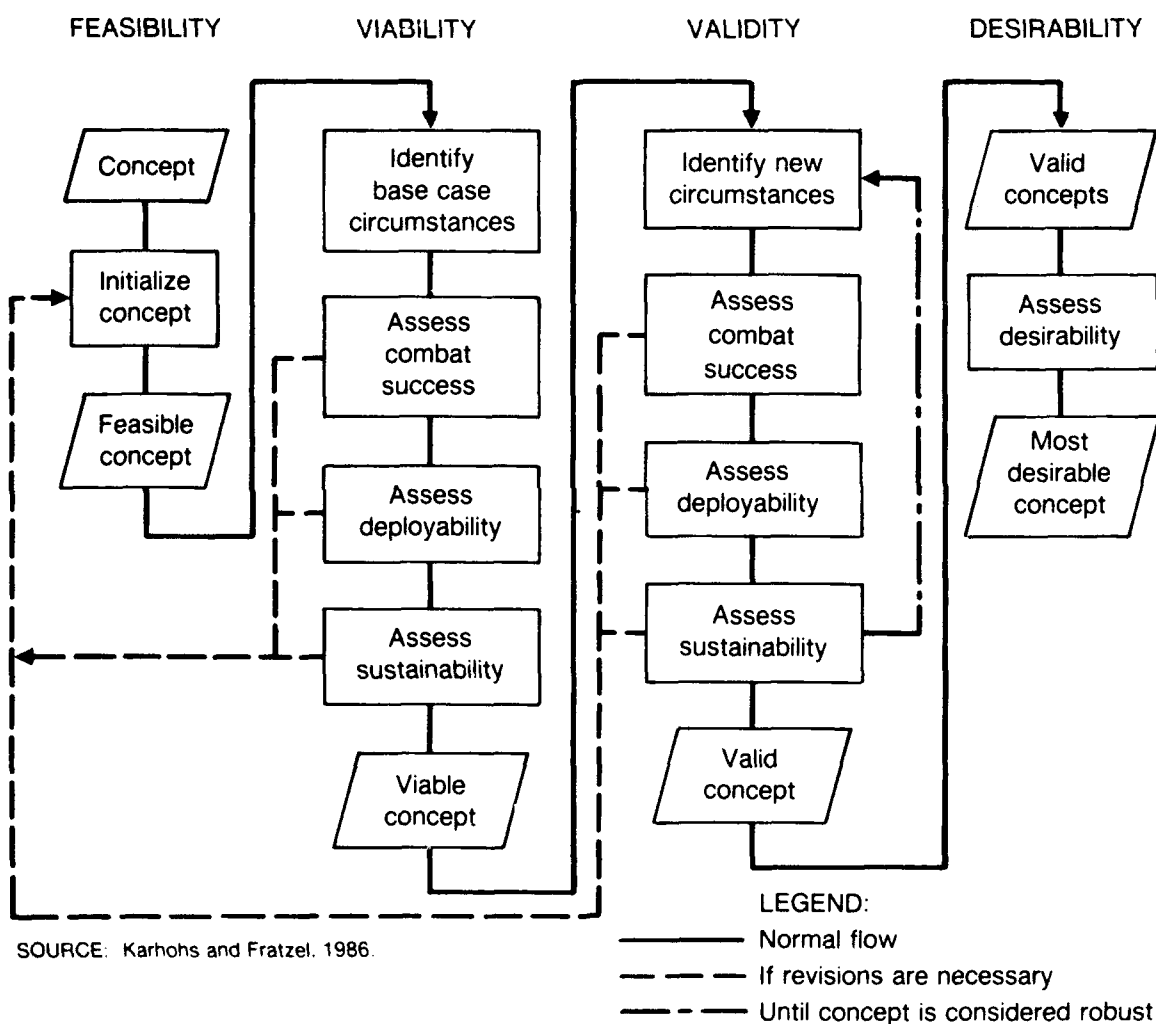 FEASIBILITY
VIABILITY
VALIDITY
DESIRABILITY
Concept
Initialize
concept
Feasible
concept
Identify
base case
circumstances
Assess
combat
success
Assess
deployability
Assess
sustainability
Viable
concept
Identify new
circumstances
Assess
combat
success
Assess
deployability
Assess
sustainability
Valid
concept
Valid
concepts
Assess
desirability
Most
desirable
concept
SOURCE: Karhohs and Fratzel. 1986.
LEGEND:
Normal flow
If revisions are necessary
Until concept is considered robust